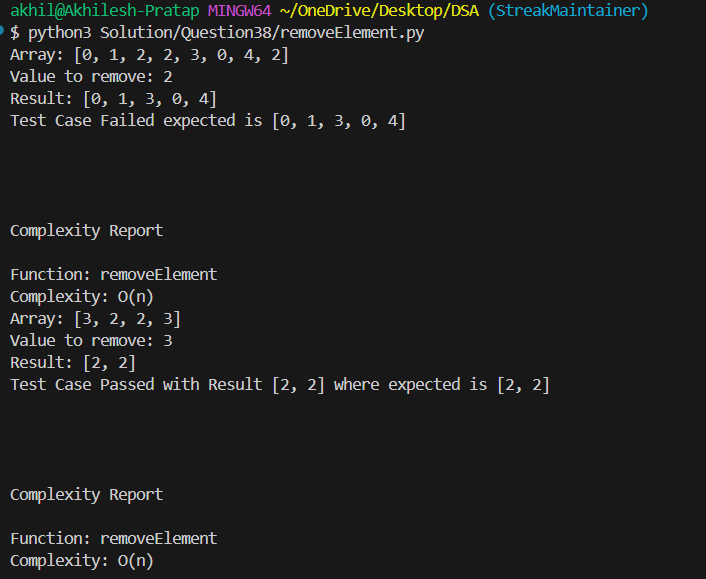 akhil@Akhilesh-Pratap MINGW64 ~/OneDrive/Desktop/DSA (StreakMaintainer)
$ python3 Solution/Question38/removeElement.py
Array: [0, 1, 2, 2, 3, 0, 4, 2]
Value to remove: 2
Result: [0, 1, 3, 0, 4]
Test Case Failed expected is [0, 1, 3, 0, 4]
Complexity Report
Function: removeElement
Complexity: O(n)
Array: [3, 2, 2, 3]
Value to remove: 3
Result: [2, 2]
Test Case Passed with Result [2, 2] where expected is [2, 2]
Complexity Report
Function: removeElement
Complexity: O(n)